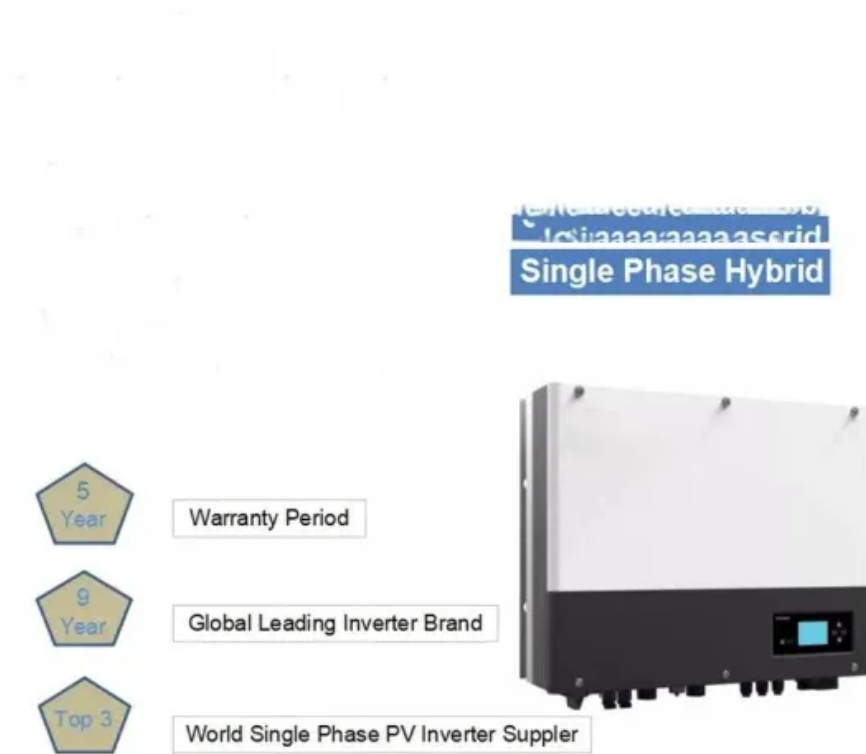 Single Phase Hybrid
5
Year
Warranty Period
9
Year
Global Leading Inverter Brand
Top 3
World Single Phase PV Inverter Suppler